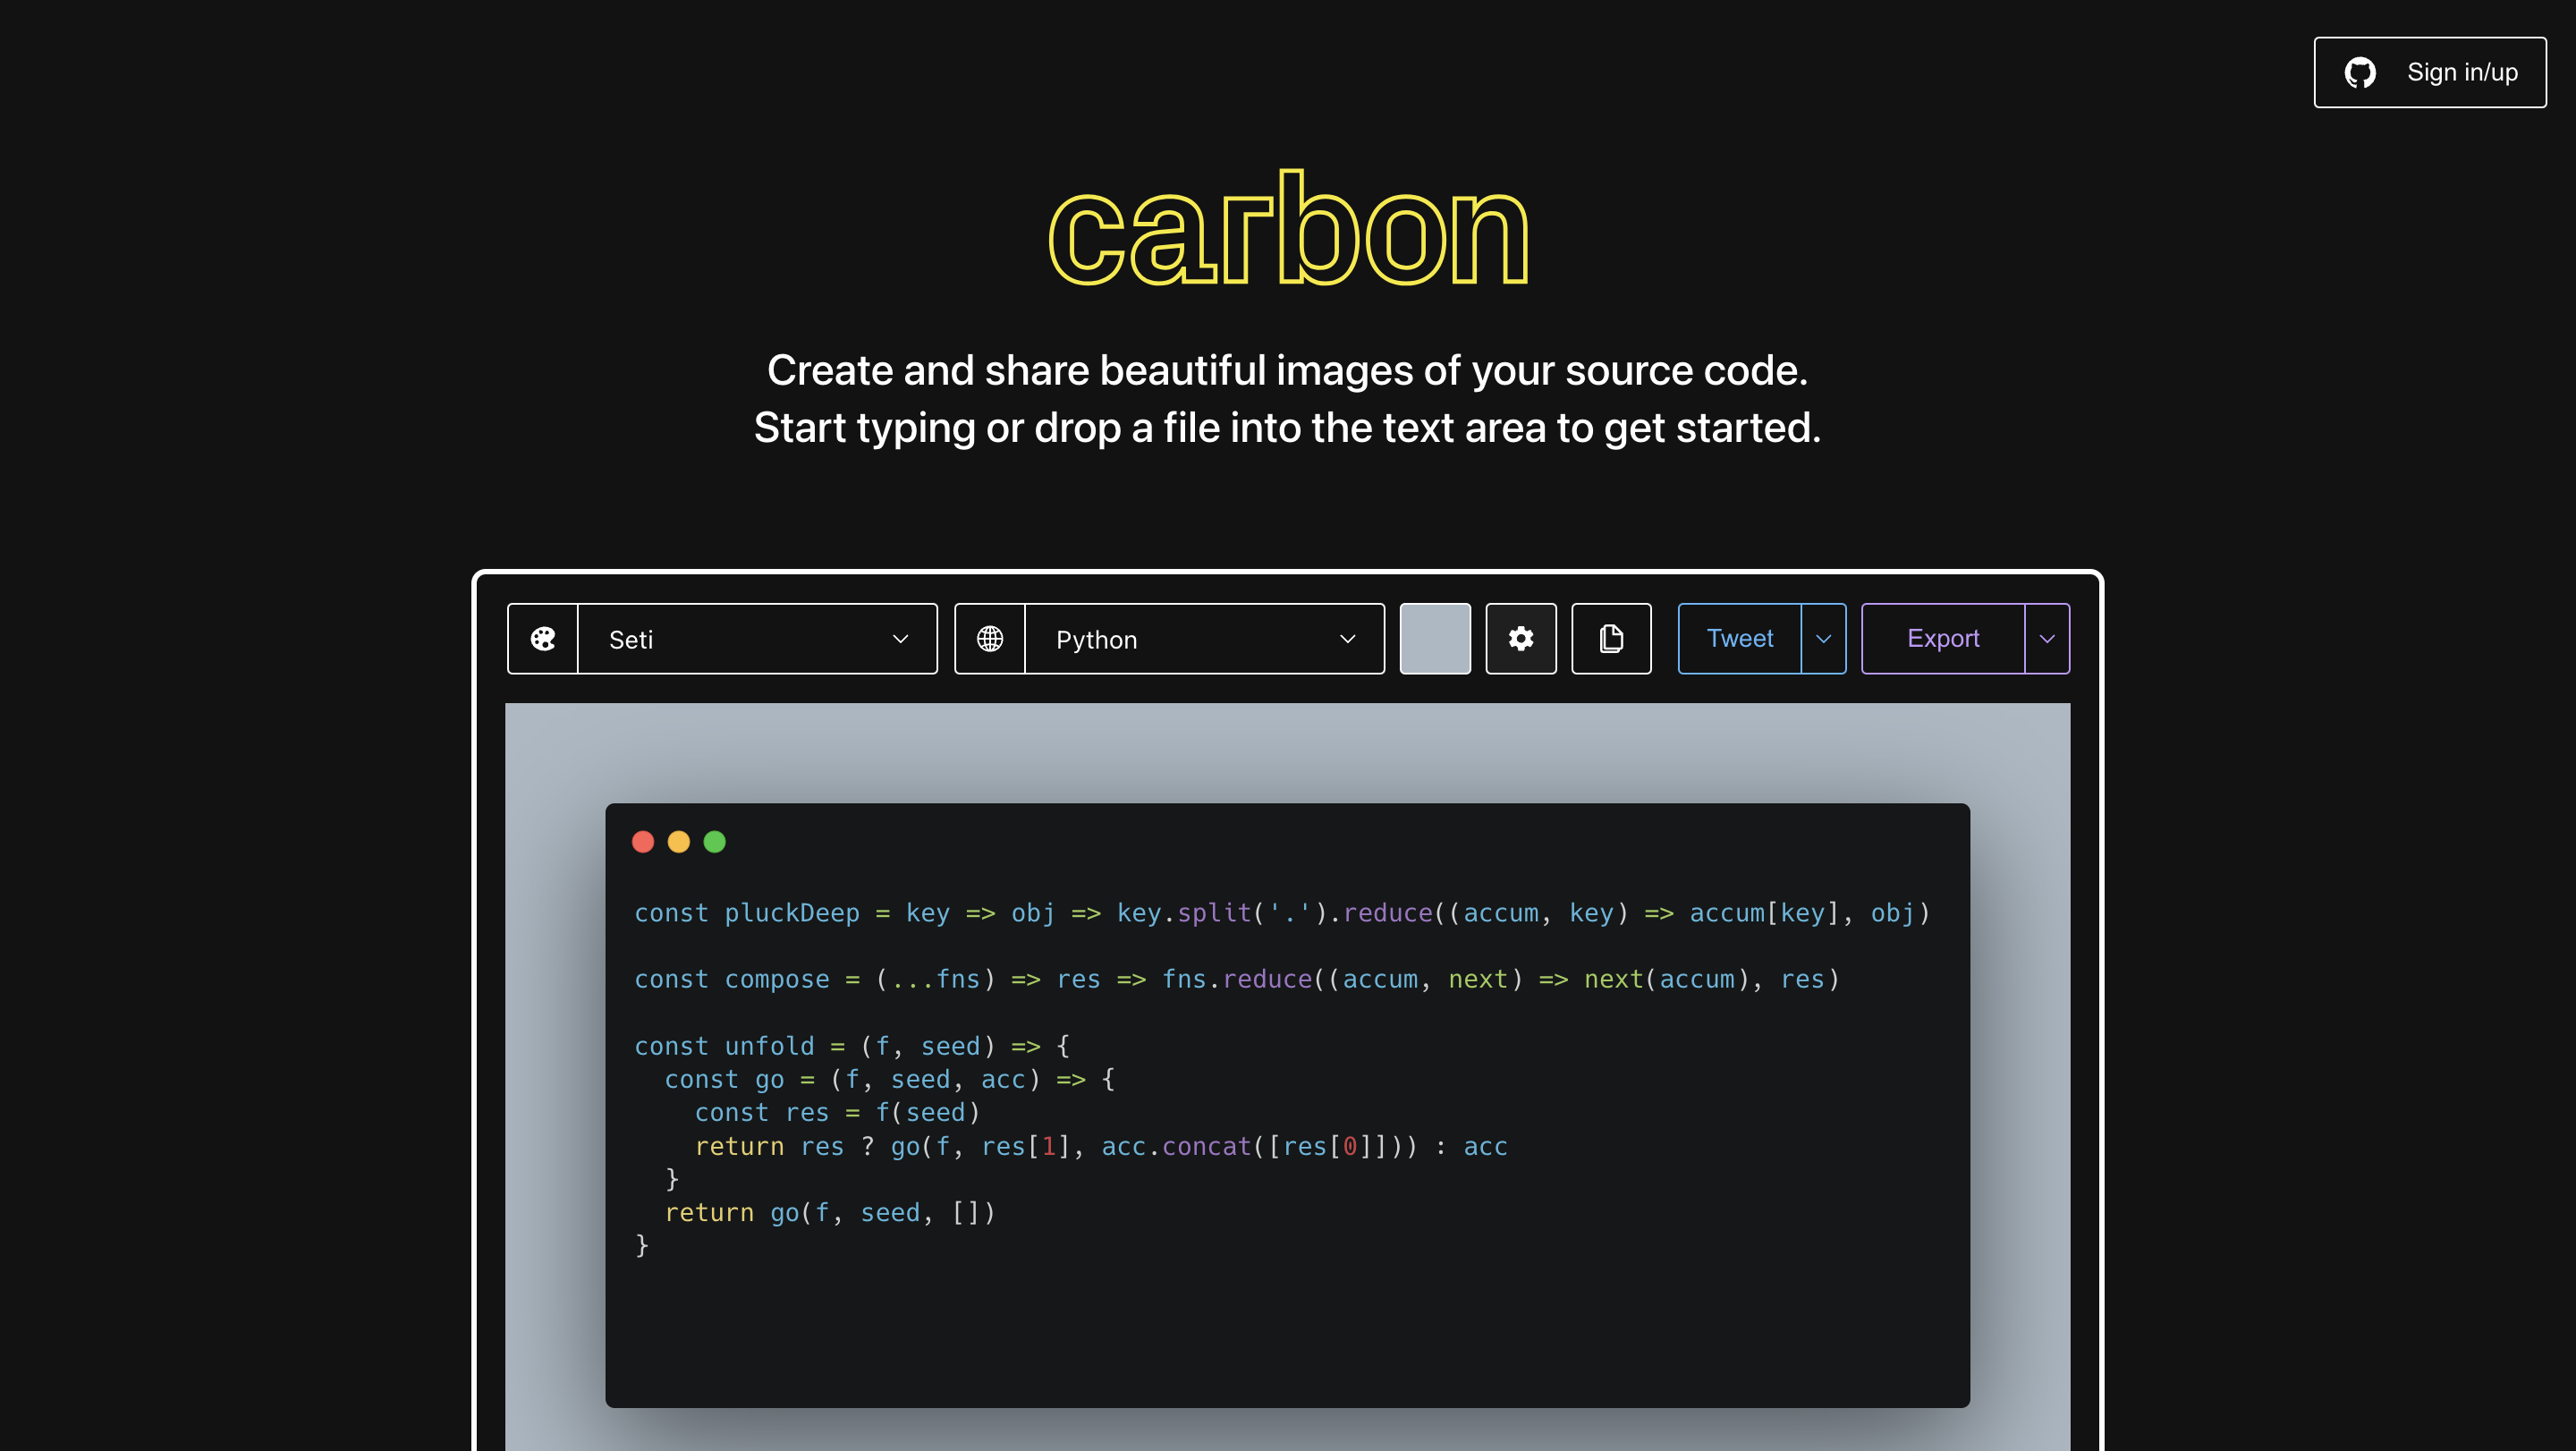 Sign in/up
carbon
Create and share beautiful images of your source code.
Start typing or drop a file into the text area to get started.
Seti Python Tweet Export
const pluckDeep = key => obj => key.split('.').reduce((accum, key) => accum[key], obj)

const compose = (...fns) => res => fns.reduce((accum, next) => next(accum), res)

const unfold = (f, seed) => {
  const go = (f, seed, acc) => {
    const res = f(seed)
    return res ? go(f, res[1], acc.concat([res[0]])) : acc
  }
  return go(f, seed, [])
}